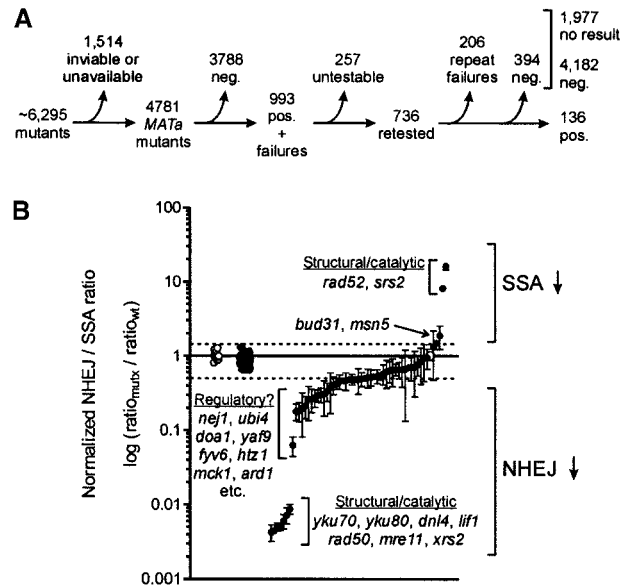 A
1,514
inviable or
unavailable
3788
neg.
257
untestable
206
repeat
failures
394
neg.
1,977
no result
4,182
neg.
~6,295
mutants
4781
MATa
mutants
993
pos.
+
failures
736
retested
136
pos.
B
Normalized NHEJ / SSA ratio
log (ratiomutx / ratiowt)
100
10
1
0.1
0.01
0.001
Structural/catalytic
rad52, srs2
bud31, msn5
SSA ↓
Regulatory?
nej1, ubi4
doa1, yaf9
fyv6, htz1
mck1, ard1
etc.
NHEJ ↓
Structural/catalytic
yku70, yku80, dnl4, lif1
rad50, mre11, xrs2